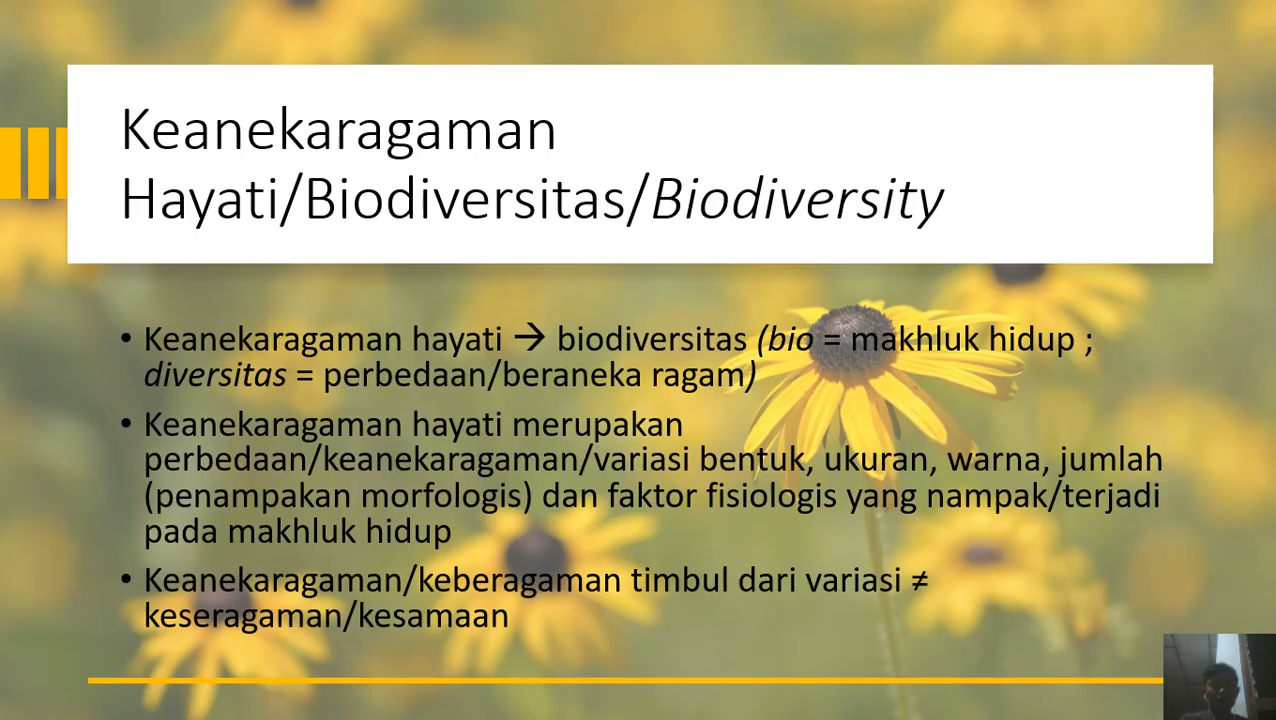 Keanekaragaman
Hayati/Biodiversitas/Biodiversity
• Keanekaragaman hayati → biodiversitas (bio = makhluk hidup ;
diversitas = perbedaan/beraneka ragam)
• Keanekaragaman hayati merupakan
perbedaan/keanekaragaman/variasi bentuk, ukuran, warna, jumlah
(penampakan morfologis) dan faktor fisiologis yang nampak/terjadi
pada makhluk hidup
• Keanekaragaman/keberagaman timbul dari variasi ≠
keseragaman/kesamaan